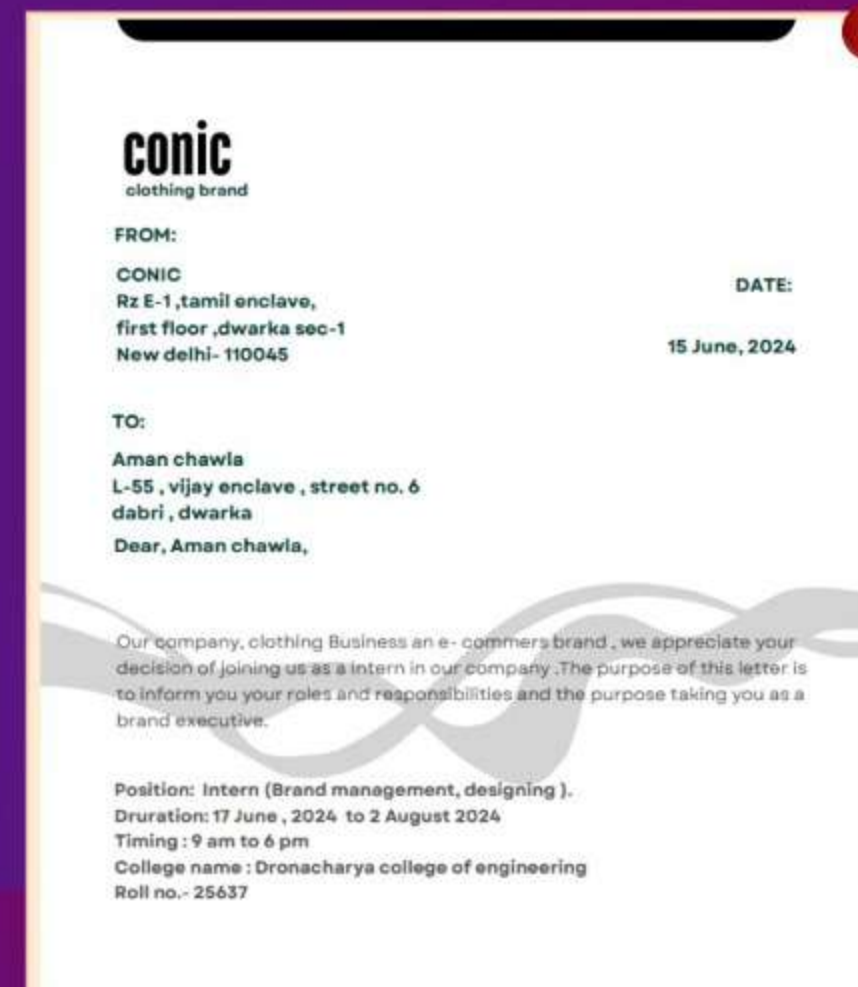 conic
clothing brand
FROM:
CONIC
Rz E-1 ,tamil enclave,
first floor ,dwarka sec-1
New delhi- 110045
DATE:
15 June, 2024
TO:
Aman chawla
L-55 , vijay enclave , street no. 6
dabri , dwarka
Dear, Aman chawla,
Our company, clothing Business an e- commers brand , we appreciate your
decision of joining us as a Intern in our company .The purpose of this letter is
to inform you your roles and responsibilities and the purpose taking you as a
brand executive.
Position: Intern (Brand management, designing ).
Druration: 17 June , 2024 to 2 August 2024
Timing : 9 am to 6 pm
College name : Dronacharya college of engineering
Roll no.- 25637